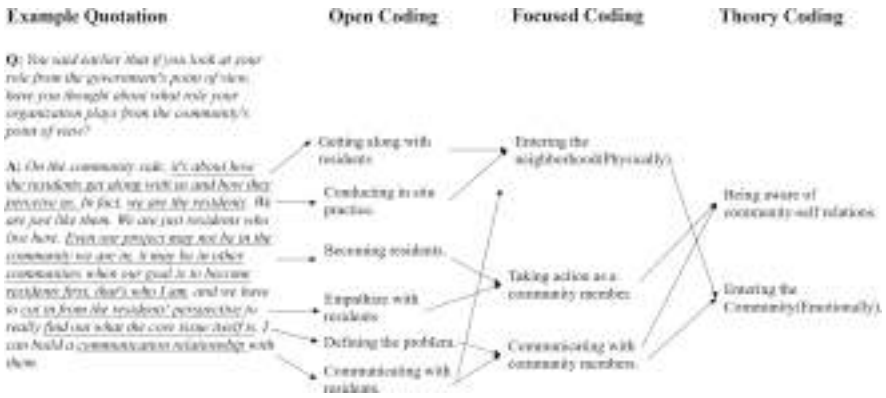 Example Quotation
Open Coding
Focused Coding
Theory Coding
Q: You said earlier that if you look at your
role from the government's point of view,
have you thought about what role your
organization plays from the community's
point of view?
A: On the community side, it's about how
the residents get along with us and how they
perceive us. In fact, we are the residents. We
are just like them. We are just residents who
live here. Even our project may not be in the
community we are in, it may be in other
communities when our goal is to become
residents first, that's who I am, and we have
to cut in from the residents' perspective to
really find out what the core issue itself is. I
can build a communication relationship with
them.
Getting along with
residents
Conducting in situ
practice.
Becoming residents.
Empathize with
residents
Defining the problem.
Communicating with
residents.
Entering the
neighborhood(Physically).
Taking action as a
community member.
Communicating with
community members.
Being aware of
community-self relations.
Entering the
Community(Emotionally).